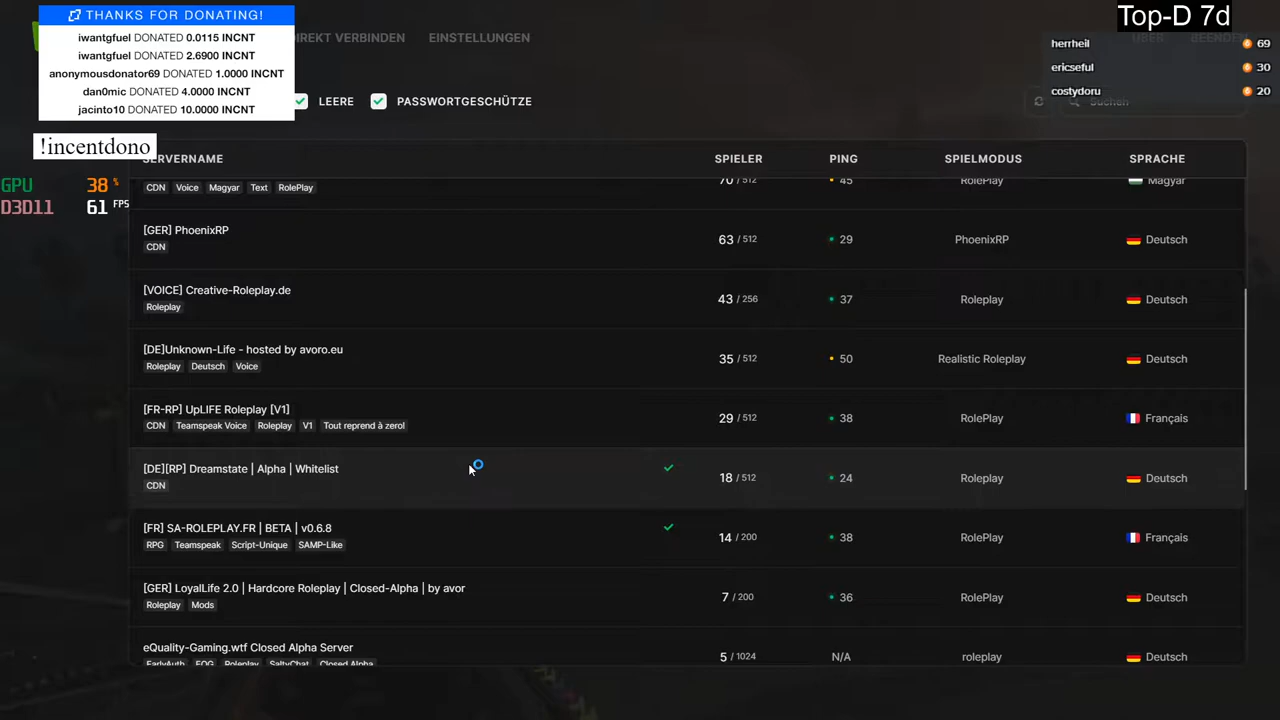 THANKS FOR DONATING!
iwantgfuel DONATED 0.0115 INCNT
iwantgfuel DONATED 2.6900 INCNT
anonymousdonator69 DONATED 1.0000 INCNT
dan0mic DONATED 4.0000 INCNT
jacinto10 DONATED 10.0000 INCNT
!incentdono
GPU 38 %
D3D11 61 FPS
DIREKT VERBINDEN EINSTELLUNGEN
Top-D 7d
herrheil 69
ericseful 30
costydoru 20
LEERE PASSWORTGESCHÜTZE
Suchen
SERVERNAME SPIELER PING SPIELMODUS SPRACHE
70 / 512 45 RolePlay Magyar
CDN Voice Magyar Text RolePlay
[GER] PhoenixRP
CDN
63 / 512 29 PhoenixRP Deutsch
[VOICE] Creative-Roleplay.de
Roleplay
43 / 256 37 Roleplay Deutsch
[DE]Unknown-Life - hosted by avoro.eu
Roleplay Deutsch Voice
35 / 512 50 Realistic Roleplay Deutsch
[FR-RP] UpLIFE Roleplay [V1]
CDN Teamspeak Voice Roleplay V1 Tout reprend à zero!
29 / 512 38 RolePlay Français
[DE][RP] Dreamstate | Alpha | Whitelist
CDN
18 / 512 24 Roleplay Deutsch
[FR] SA-ROLEPLAY.FR | BETA | v0.6.8
RPG Teamspeak Script-Unique SAMP-Like
14 / 200 38 RolePlay Français
[GER] LoyalLife 2.0 | Hardcore Roleplay | Closed-Alpha | by avor
Roleplay Mods
7 / 200 36 RolePlay Deutsch
eQuality-Gaming.wtf Closed Alpha Server
EarlyAuth EQG Roleplay SaltyChat Closed Alpha
5 / 1024 N/A roleplay Deutsch